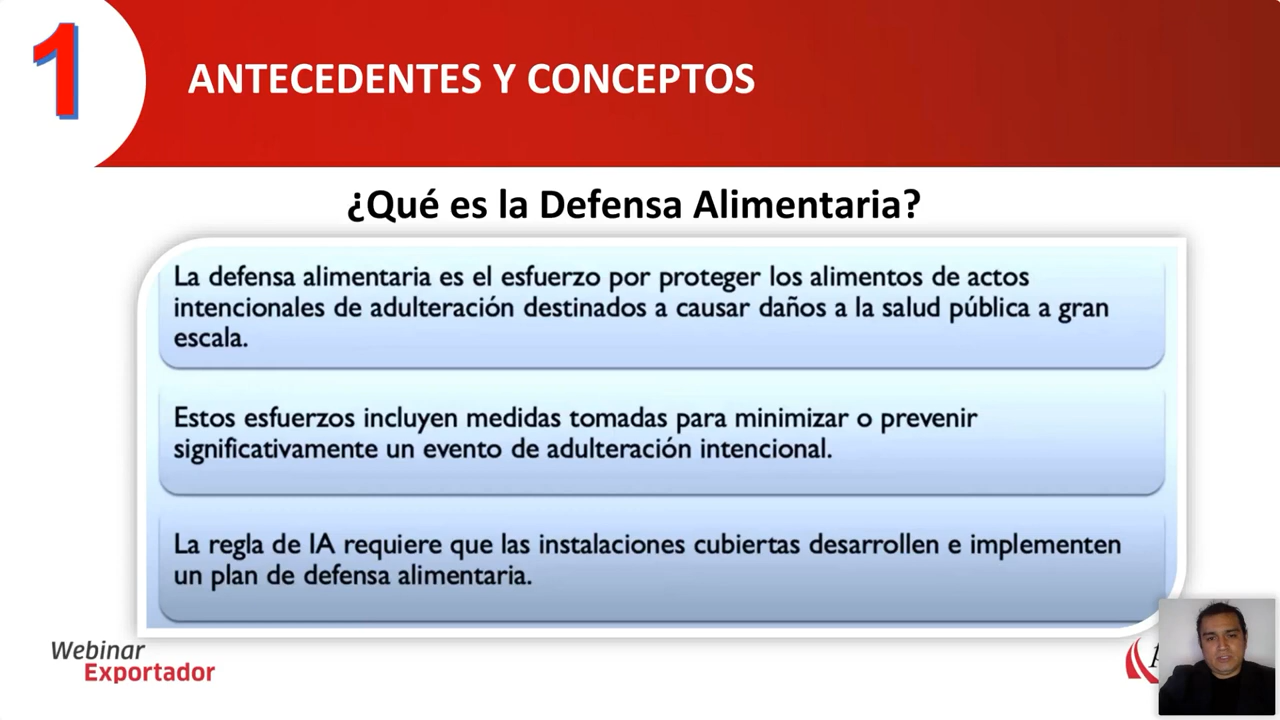 1
ANTECEDENTES Y CONCEPTOS
¿Qué es la Defensa Alimentaria?
La defensa alimentaria es el esfuerzo por proteger los alimentos de actos
intencionales de adulteración destinados a causar daños a la salud pública a gran
escala.
Estos esfuerzos incluyen medidas tomadas para minimizar o prevenir
significativamente un evento de adulteración intencional.
La regla de IA requiere que las instalaciones cubiertas desarrollen e implementen
un plan de defensa alimentaria.
Webinar
Exportador